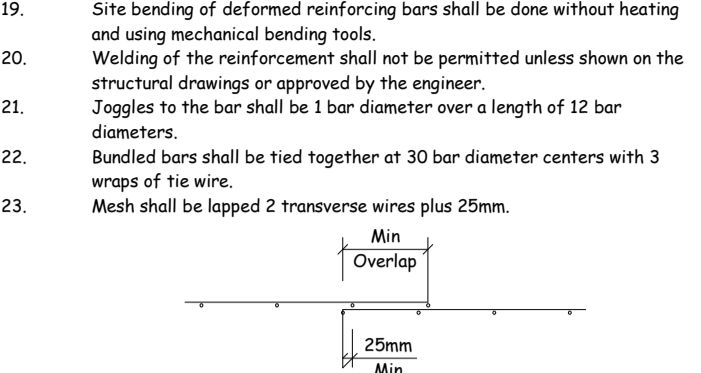 19. Site bending of deformed reinforcing bars shall be done without heating
and using mechanical bending tools.
20. Welding of the reinforcement shall not be permitted unless shown on the
structural drawings or approved by the engineer.
21. Joggles to the bar shall be 1 bar diameter over a length of 12 bar
diameters.
22. Bundled bars shall be tied together at 30 bar diameter centers with 3
wraps of tie wire.
23. Mesh shall be lapped 2 transverse wires plus 25mm.
Min
Overlap
25mm
Min